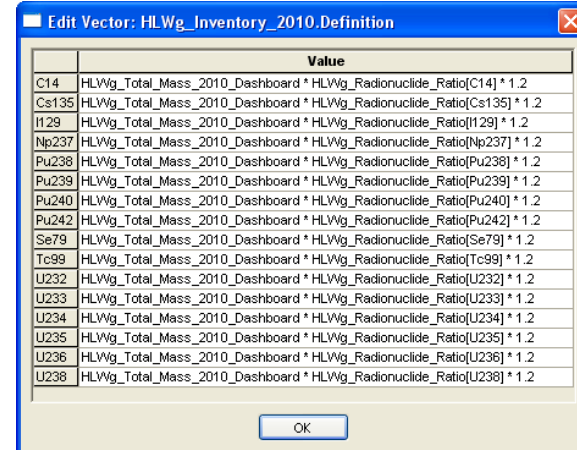 Edit Vector: HLWg_Inventory_2010.Definition
Value
C14 HLWg_Total_Mass_2010_Dashboard * HLWg_Radionuclide_Ratio[C14] * 1.2
Cs135 HLWg_Total_Mass_2010_Dashboard * HLWg_Radionuclide_Ratio[Cs135] * 1.2
I129 HLWg_Total_Mass_2010_Dashboard * HLWg_Radionuclide_Ratio[I129] * 1.2
Np237 HLWg_Total_Mass_2010_Dashboard * HLWg_Radionuclide_Ratio[Np237] * 1.2
Pu238 HLWg_Total_Mass_2010_Dashboard * HLWg_Radionuclide_Ratio[Pu238] * 1.2
Pu239 HLWg_Total_Mass_2010_Dashboard * HLWg_Radionuclide_Ratio[Pu239] * 1.2
Pu240 HLWg_Total_Mass_2010_Dashboard * HLWg_Radionuclide_Ratio[Pu240] * 1.2
Pu242 HLWg_Total_Mass_2010_Dashboard * HLWg_Radionuclide_Ratio[Pu242] * 1.2
Se79 HLWg_Total_Mass_2010_Dashboard * HLWg_Radionuclide_Ratio[Se79] * 1.2
Tc99 HLWg_Total_Mass_2010_Dashboard * HLWg_Radionuclide_Ratio[Tc99] * 1.2
U232 HLWg_Total_Mass_2010_Dashboard * HLWg_Radionuclide_Ratio[U232] * 1.2
U233 HLWg_Total_Mass_2010_Dashboard * HLWg_Radionuclide_Ratio[U233] * 1.2
U234 HLWg_Total_Mass_2010_Dashboard * HLWg_Radionuclide_Ratio[U234] * 1.2
U235 HLWg_Total_Mass_2010_Dashboard * HLWg_Radionuclide_Ratio[U235] * 1.2
U236 HLWg_Total_Mass_2010_Dashboard * HLWg_Radionuclide_Ratio[U236] * 1.2
U238 HLWg_Total_Mass_2010_Dashboard * HLWg_Radionuclide_Ratio[U238] * 1.2
OK